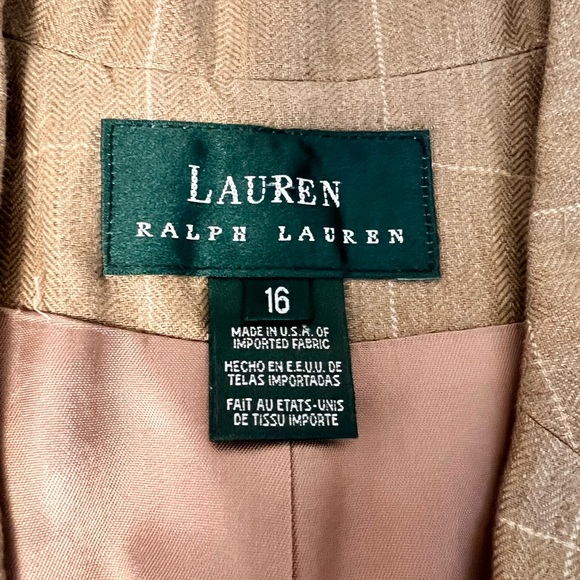 LAUREN
RALPH LAUREN
16
MADE IN U.S.A. OF
IMPORTED FABRIC
HECHO EN E.E.U.U. DE
TELAS IMPORTADAS
FAIT AU ETATS-UNIS
DE TISSU IMPORTE